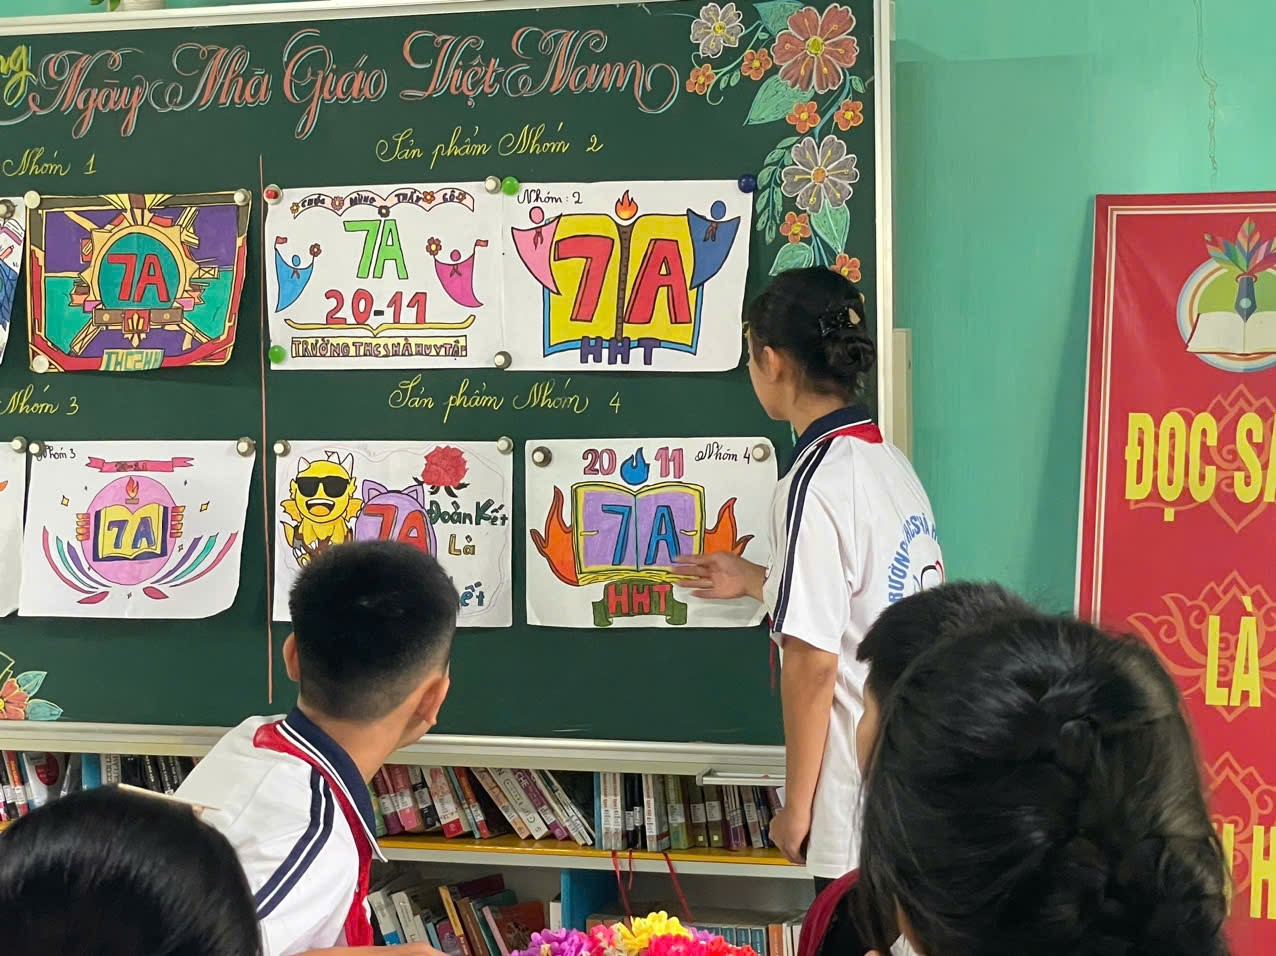 Ngày Nhà Giáo Việt Nam
Nhóm 1
Sản phẩm Nhóm 2
7A
THCS HHT
CHÚC MỪNG THẦY CÔ
7A
20-11
TRƯỜNG THCS HÀ HUY TẬP
Nhóm: 2
7A
HHT
Nhóm 3
Sản phẩm Nhóm 4
Nhóm 3
7A
Đoàn Kết
Là
7A
20 11
Nhóm 4
7A
HHT
ĐỌC
LÀ